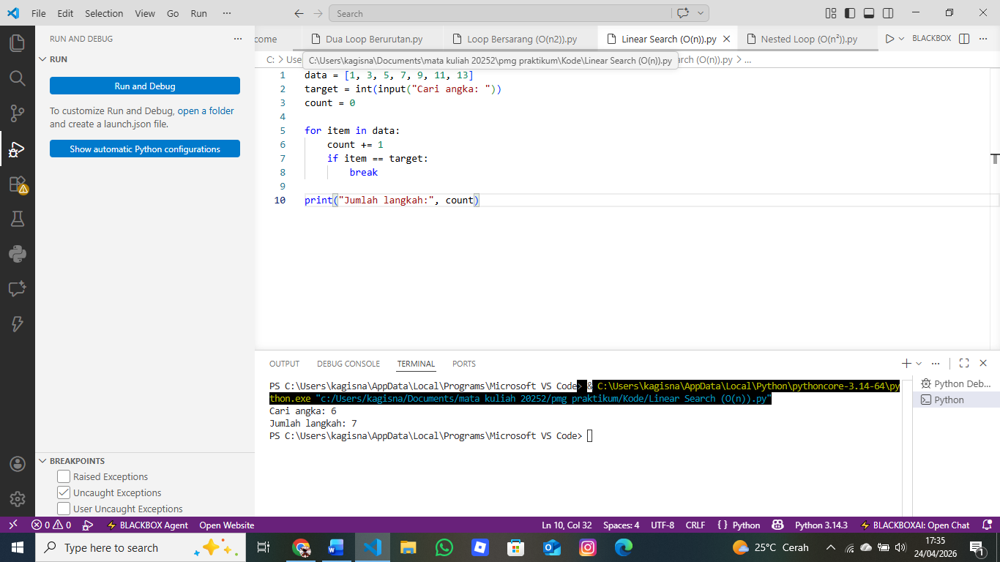 File Edit Selection View Go Run ···
Search
RUN AND DEBUG ···
come Dua Loop Berurutan.py Loop Bersarang (O(n2)).py Linear Search (O(n)).py Nested Loop (O(n²)).py BLACKBOX ···
RUN
Run and Debug
To customize Run and Debug, open a folder
and create a launch.json file.
Show automatic Python configurations
C: > Use
C:\Users\kagisna\Documents\mata kuliah 20252\pmg praktikum\Kode\Linear Search (O(n)).py
rch (O(n)).py > ...
1 data = [1, 3, 5, 7, 9, 11, 13]
2 target = int(input("Cari angka: "))
3 count = 0
4
5 for item in data:
6 count += 1
7 if item == target:
8 break
9
10 print("Jumlah langkah:", count)
OUTPUT DEBUG CONSOLE TERMINAL PORTS
PS C:\Users\kagisna\AppData\Local\Programs\Microsoft VS Code> & C:\Users\kagisna\AppData\Local\Python\pythoncore-3.14-64\py
thon.exe "c:/Users/kagisna/Documents/mata kuliah 20252/pmg praktikum/Kode/Linear Search (O(n)).py"
Cari angka: 6
Jumlah langkah: 7
PS C:\Users\kagisna\AppData\Local\Programs\Microsoft VS Code>
Python Deb...
Python
BREAKPOINTS
Raised Exceptions
Uncaught Exceptions
User Uncaught Exceptions
0 0 BLACKBOX Agent Open Website Ln 10, Col 32 Spaces: 4 UTF-8 CRLF { } Python Python 3.14.3 BLACKBOXAI: Open Chat
Type here to search
25°C Cerah
17:35
24/04/2026
1